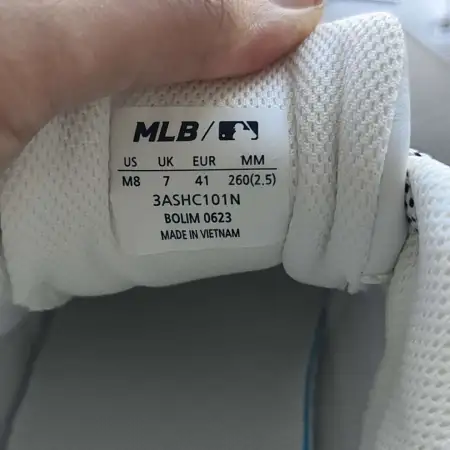 MLB/
US UK EUR MM
M8 7 41 260(2.5)
3ASHC101N
BOLIM 0623
MADE IN VIETNAM